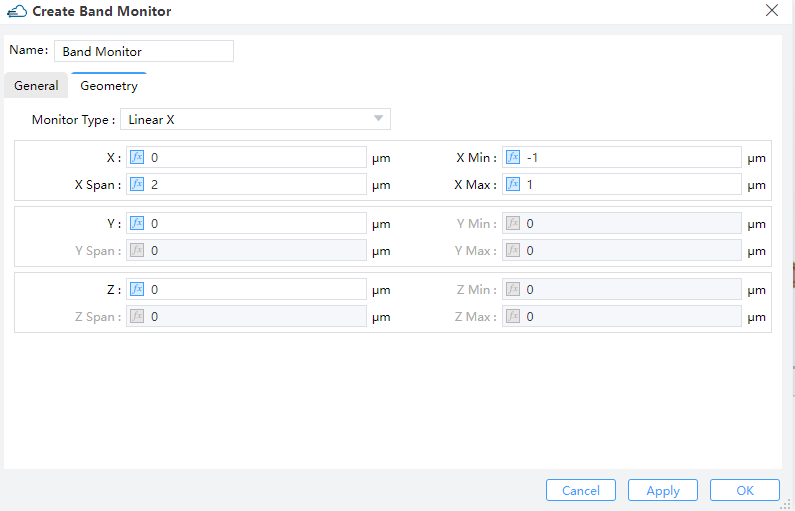 Create Band Monitor
Name: Band Monitor
General Geometry
Monitor Type : Linear X
X : fx 0 μm X Min : fx -1 μm
X Span : fx 2 μm X Max : fx 1 μm
Y : fx 0 μm Y Min : fx 0 μm
Y Span : fx 0 μm Y Max : fx 0 μm
Z : fx 0 μm Z Min : fx 0 μm
Z Span : fx 0 μm Z Max : fx 0 μm
Cancel Apply OK